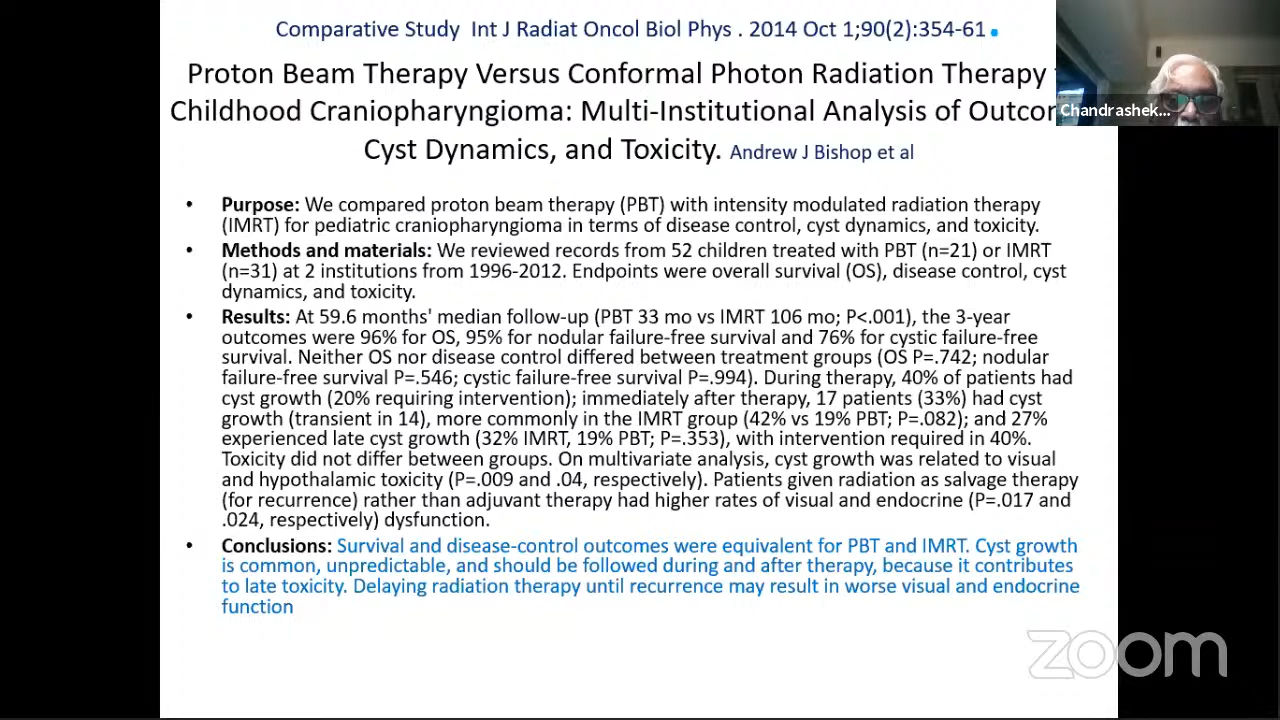 Comparative Study Int J Radiat Oncol Biol Phys . 2014 Oct 1;90(2):354-61.
Proton Beam Therapy Versus Conformal Photon Radiation Therapy
Childhood Craniopharyngioma: Multi-Institutional Analysis of
Cyst Dynamics, and Toxicity. Andrew J Bishop et al
Chandrashek...
• Purpose: We compared proton beam therapy (PBT) with intensity modulated radiation therapy
(IMRT) for pediatric craniopharyngioma in terms of disease control, cyst dynamics, and toxicity.
• Methods and materials: We reviewed records from 52 children treated with PBT (n=21) or IMRT
(n=31) at 2 institutions from 1996-2012. Endpoints were overall survival (OS), disease control, cyst
dynamics, and toxicity.
• Results: At 59.6 months' median follow-up (PBT 33 mo vs IMRT 106 mo; P<.001), the 3-year
outcomes were 96% for OS, 95% for nodular failure-free survival and 76% for cystic failure-free
survival. Neither OS nor disease control differed between treatment groups (OS P=.742; nodular
failure-free survival P=.546; cystic failure-free survival P=.994). During therapy, 40% of patients had
cyst growth (20% requiring intervention); immediately after therapy, 17 patients (33%) had cyst
growth (transient in 14), more commonly in the IMRT group (42% vs 19% PBT; P=.082); and 27%
experienced late cyst growth (32% IMRT, 19% PBT; P=.353), with intervention required in 40%.
Toxicity did not differ between groups. On multivariate analysis, cyst growth was related to visual
and hypothalamic toxicity (P=.009 and .04, respectively). Patients given radiation as salvage therapy
(for recurrence) rather than adjuvant therapy had higher rates of visual and endocrine (P=.017 and
.024, respectively) dysfunction.
• Conclusions: Survival and disease-control outcomes were equivalent for PBT and IMRT. Cyst growth
is common, unpredictable, and should be followed during and after therapy, because it contributes
to late toxicity. Delaying radiation therapy until recurrence may result in worse visual and endocrine
function
zoom